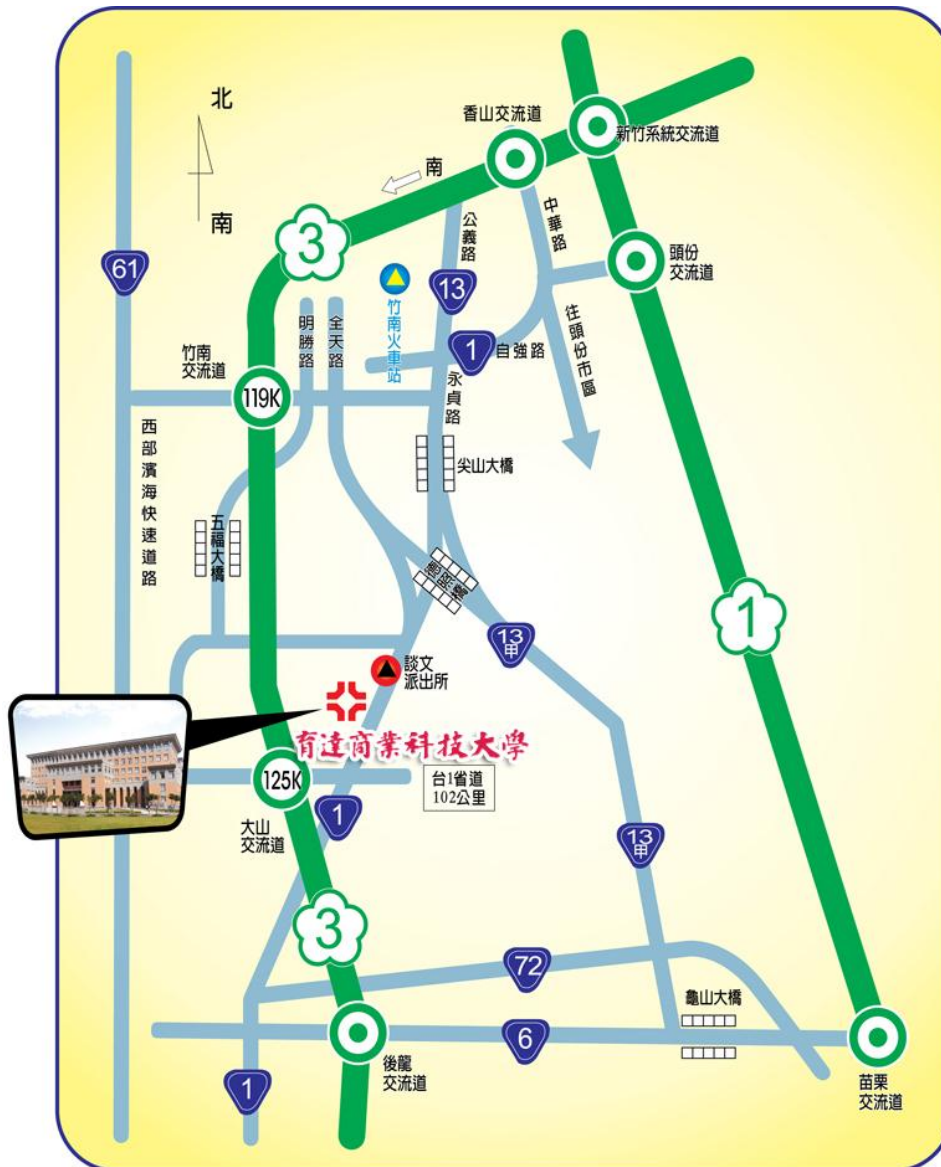 北
南
香山交流道
新竹系統交流道
南
3
公義路
中華路
頭份
交流道
61
13
竹南火車站
明勝路
全天路
1
自強路
往頭份市區
竹南
交流道
119K
永貞路
西部濱海快速道路
尖山大橋
五福大橋
1
13
甲
談文
派出所
育達商業科技大學
125K
台1省道
102公里
1
大山
交流道
13
甲
3
72
龜山大橋
6
後龍
交流道
1
苗栗
交流道